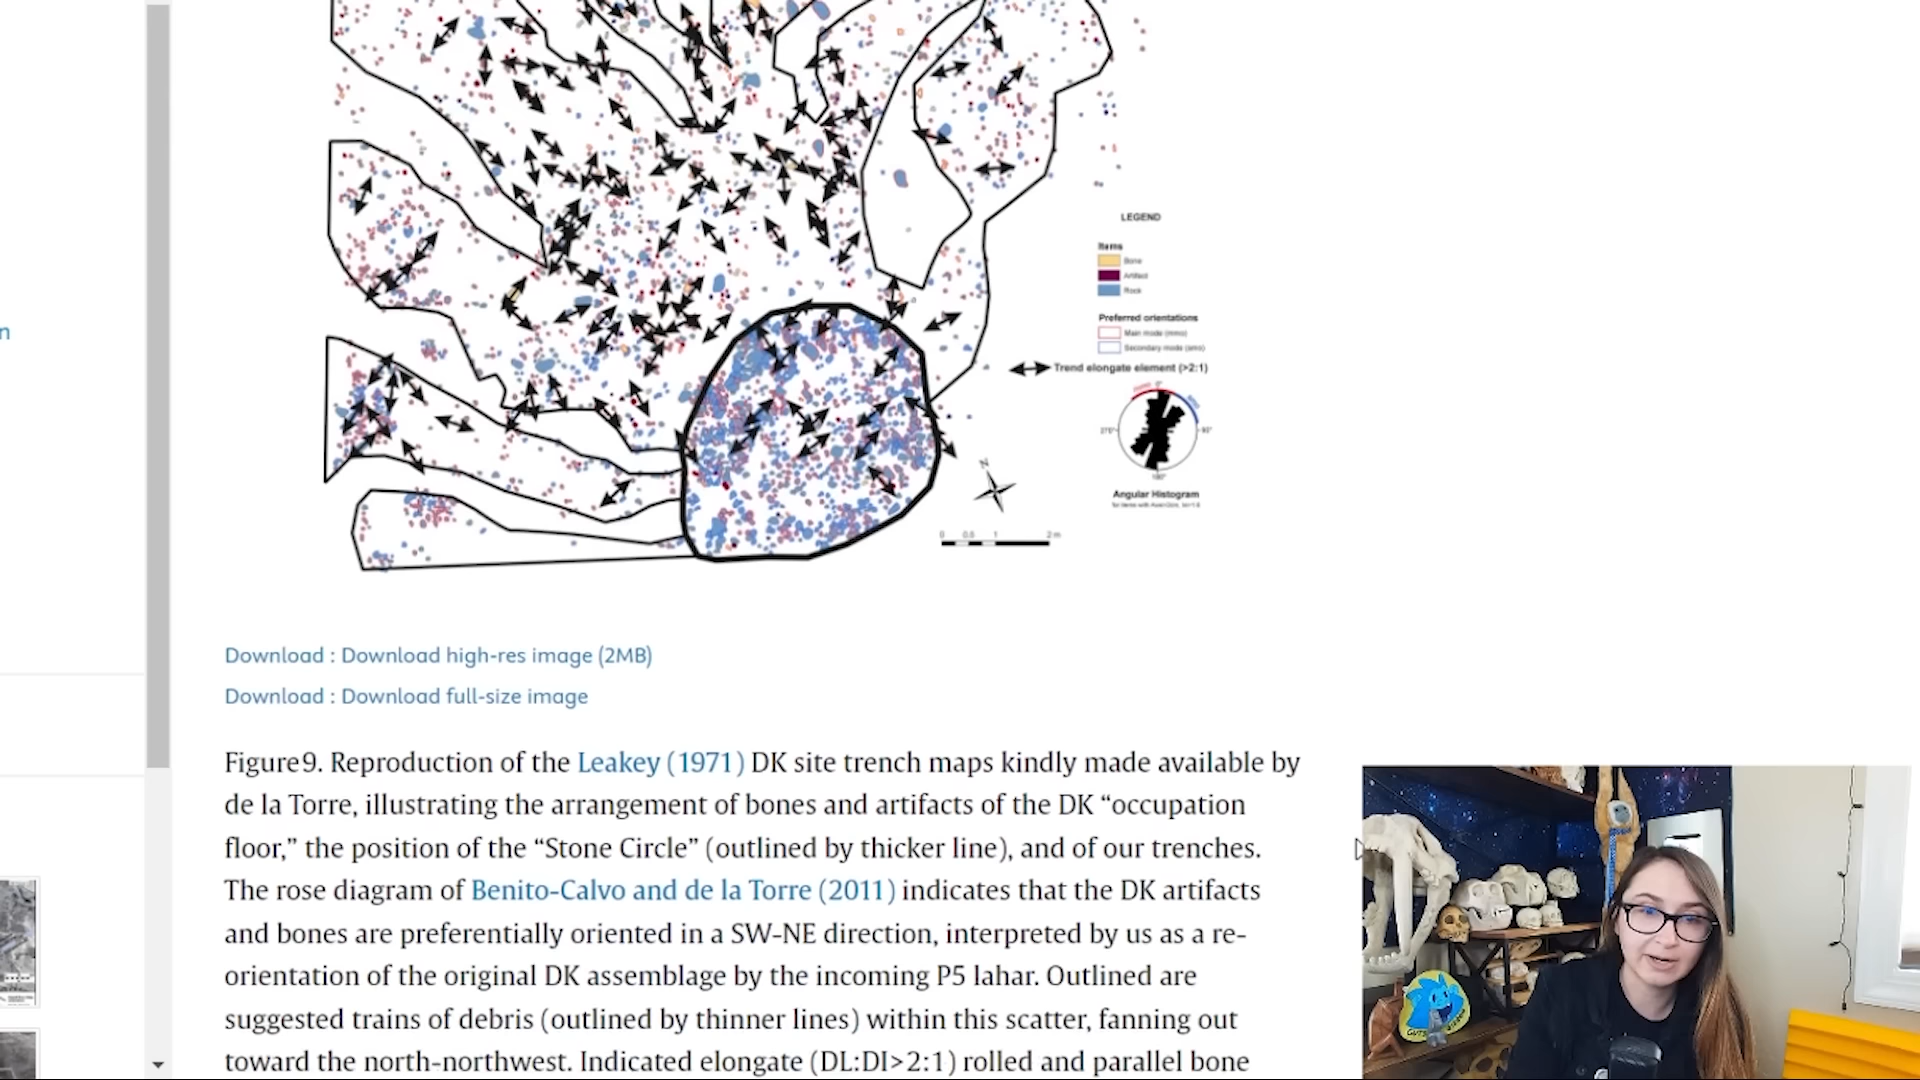 LEGEND
Items
Bone
Artifact
Rock
Preferred orientations
Main mode (mmo)
Secondary mode (smo)
Trend elongate element (>2:1)
0°
270°
90°
180°
Angular Histogram
N
0 0.5 1 2 m
n
Download : Download high-res image (2MB)
Download : Download full-size image
Figure 9. Reproduction of the Leakey (1971) DK site trench maps kindly made available by
de la Torre, illustrating the arrangement of bones and artifacts of the DK “occupation
floor,” the position of the “Stone Circle” (outlined by thicker line), and of our trenches.
The rose diagram of Benito-Calvo and de la Torre (2011) indicates that the DK artifacts
and bones are preferentially oriented in a SW-NE direction, interpreted by us as a re-
orientation of the original DK assemblage by the incoming P5 lahar. Outlined are
suggested trains of debris (outlined by thinner lines) within this scatter, fanning out
toward the north-northwest. Indicated elongate (DL:DI>2:1) rolled and parallel bone